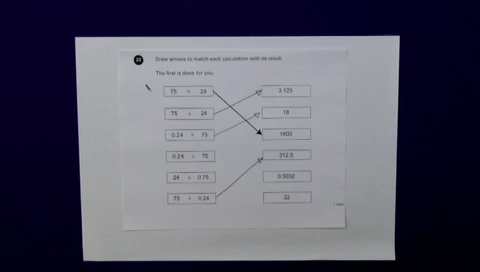 22 Draw arrows to match each calculation with its result.
The first is done for you.
75 × 24 3.125
75 ÷ 24 18
0.24 × 75 1800
0.24 ÷ 75 312.5
24 × 0.75 0.0032
75 ÷ 0.24 32